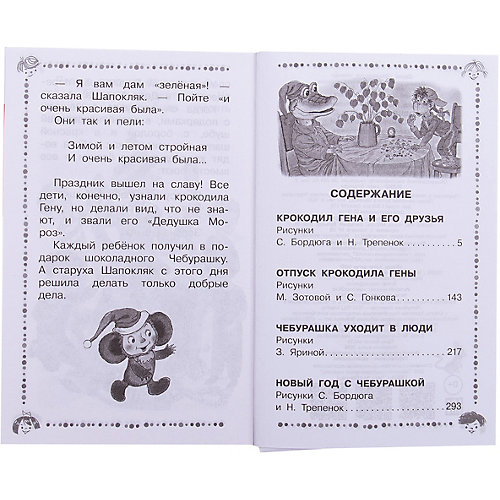 — Я вам дам «зелёная»! —
сказала Шапокляк. — Пойте «и
очень красивая была».
Они так и пели:
Зимой и летом стройная
И очень красивая была...
Праздник вышел на славу! Все
дети, конечно, узнали крокодила
Гену, но делали вид, что не зна-
ют, и звали его «Дедушка Мо-
роз».
Каждый ребёнок получил в по-
дарок шоколадного Чебурашку.
А старуха Шапокляк с этого дня
решила делать только добрые
дела.
СОДЕРЖАНИЕ
КРОКОДИЛ ГЕНА И ЕГО ДРУЗЬЯ
Рисунки
С. Бордюга и Н. Трепенок . . . . . . . . . . 5
ОТПУСК КРОКОДИЛА ГЕНЫ
Рисунки
М. Зотовой и С. Гонкова . . . . . . . . . 143
ЧЕБУРАШКА УХОДИТ В ЛЮДИ
Рисунки
З. Яриной . . . . . . . . . . . . . . . . . . . . 217
НОВЫЙ ГОД С ЧЕБУРАШКОЙ
Рисунки С. Бордюга
и Н. Трепенок . . . . . . . . . . . . . . . . 293